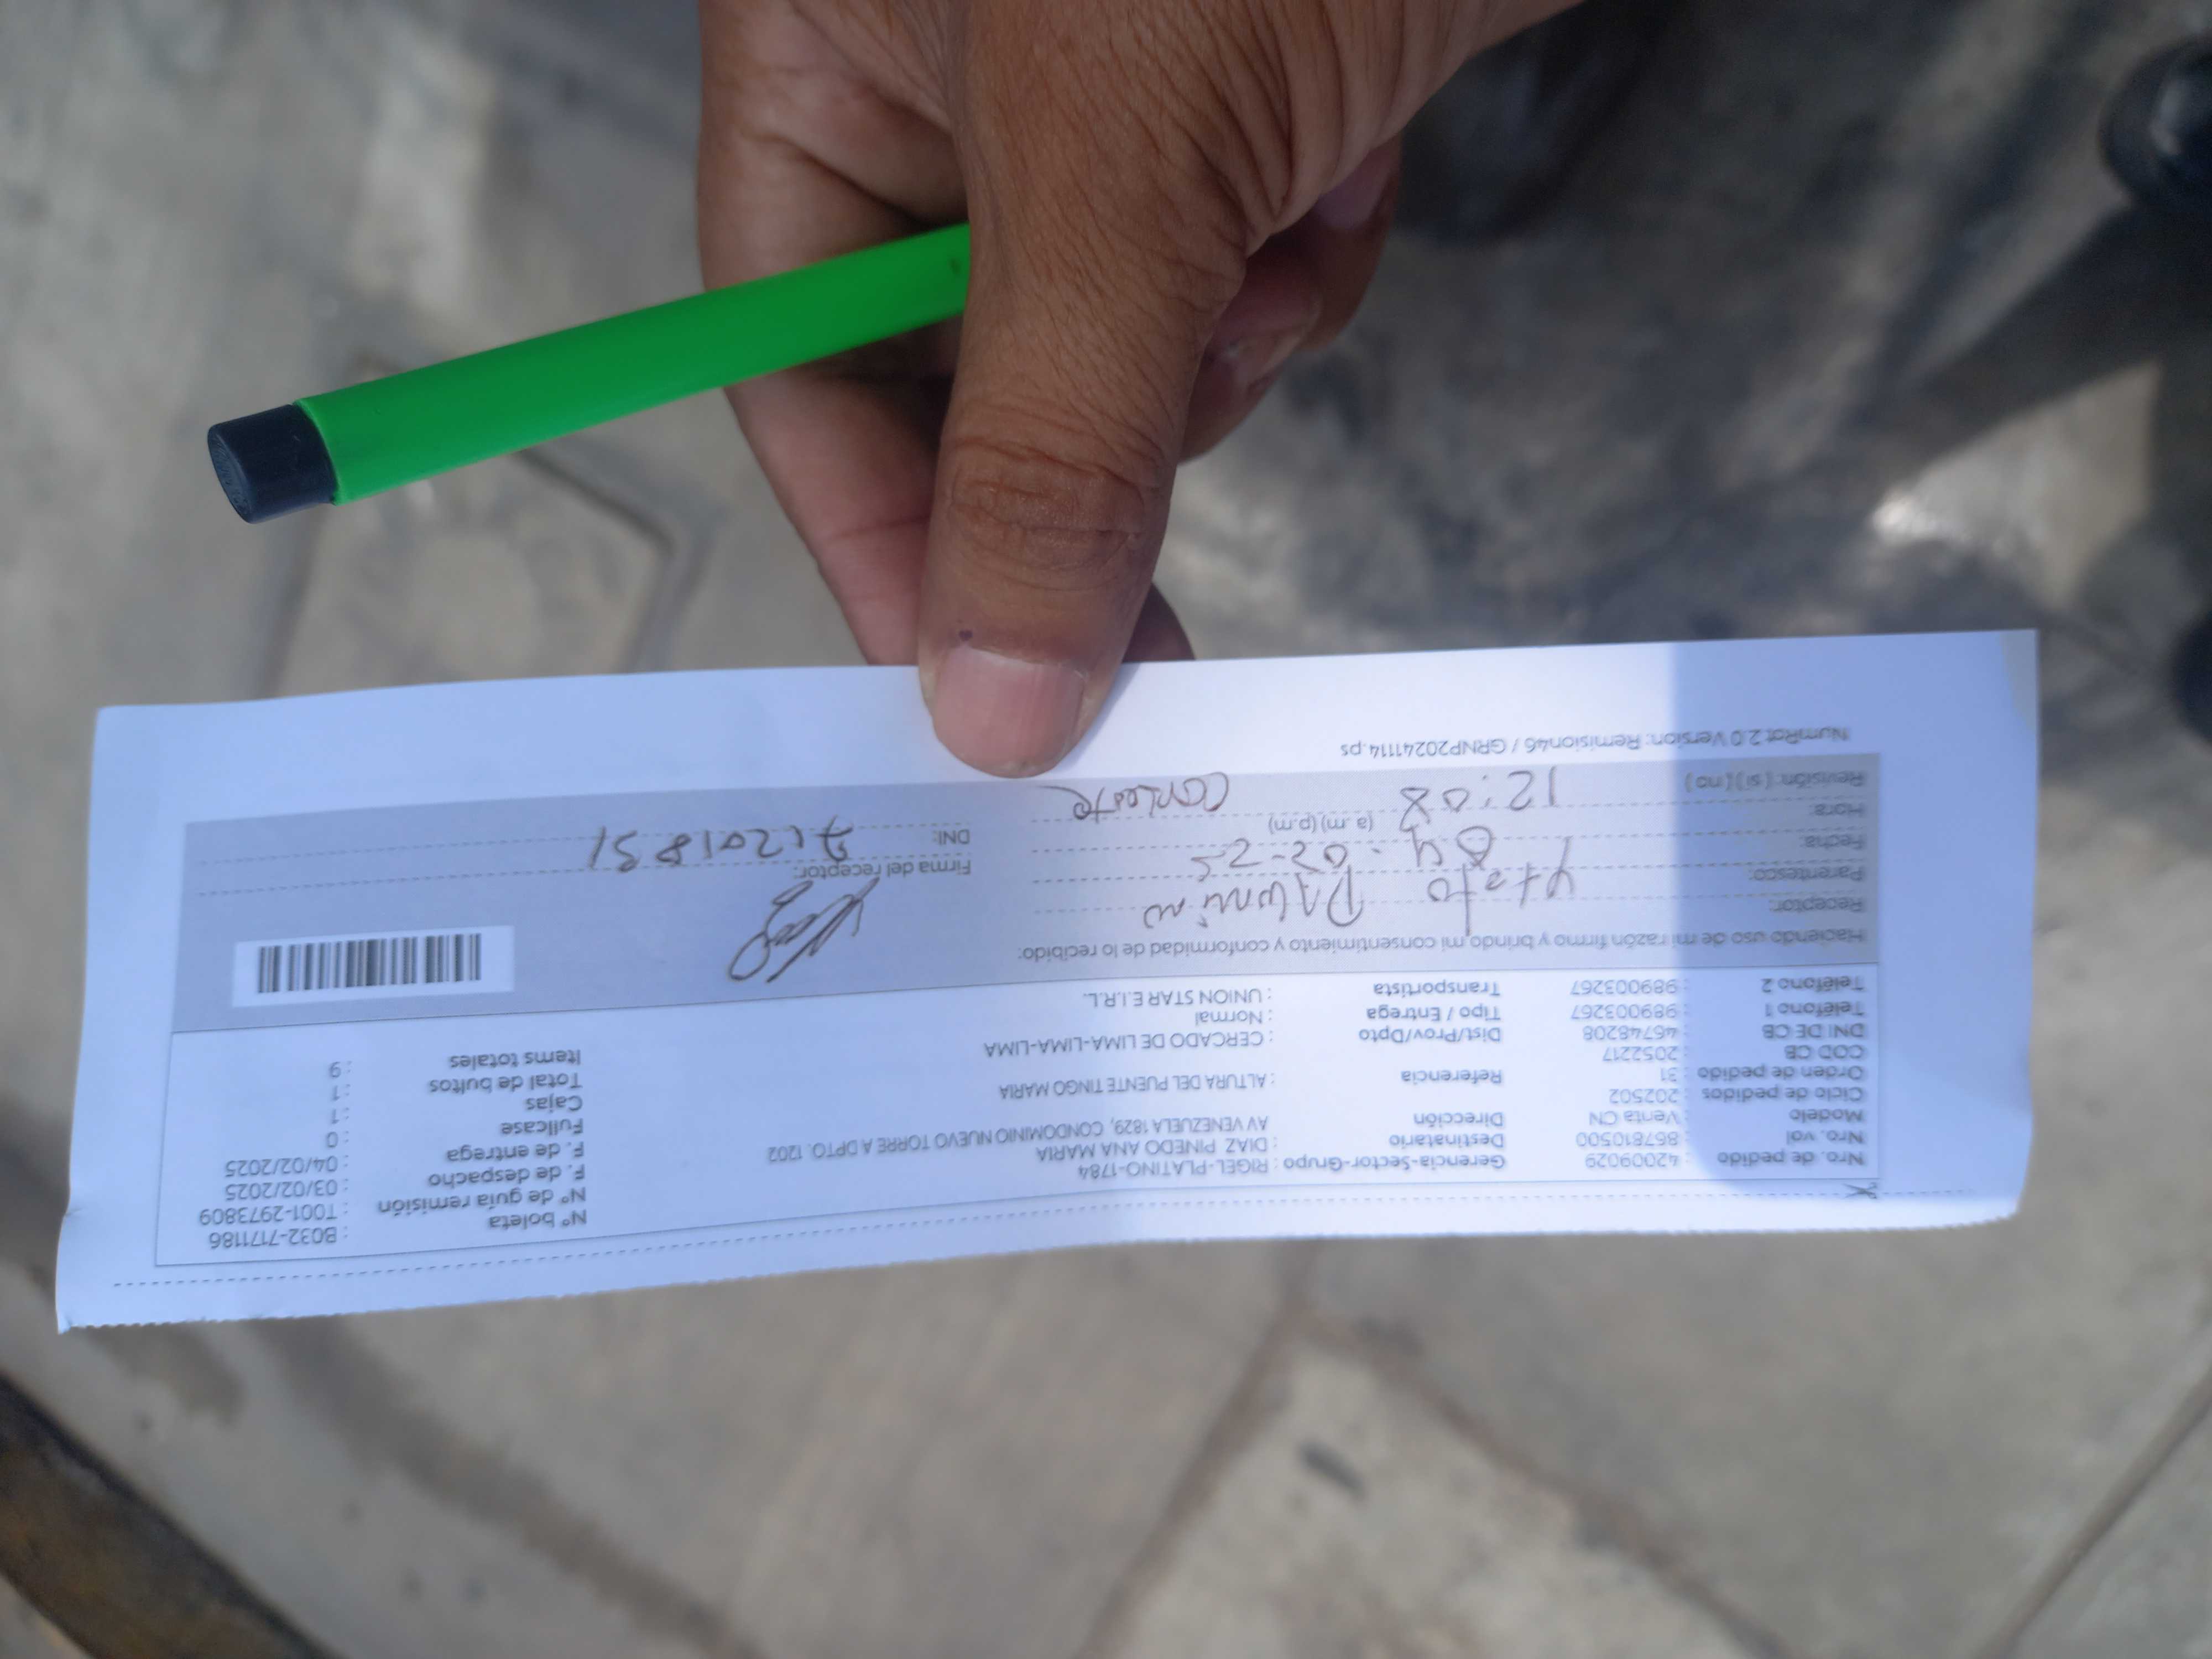 Nro. de pedido : 42009029 Gerencia-Sector-Grupo : RIGEL-PLATINO-1784
Nro. vol : 867810500 Destinatario : DIAZ PINEDO ANA MARIA
Modelo : Venta CN Dirección AV VENEZUELA 1829, CONDOMINIO NUEVO TORRE A DPTO. 1202
Ciclo de pedidos : 202502
Orden de pedido : 31 Referencia : ALTURA DEL PUENTE TINGO MARIA
COD CB : 2052217
DNI DE CB : 46748208 Dist/Prov/Dpto : CERCADO DE LIMA-LIMA-LIMA
Teléfono 1 : 989003267 Tipo / Entrega : Normal
Teléfono 2 : 989003267 Transportista : UNION STAR E.I.R.L.
N° boleta : B032-7171186
N° de guía remisión : T001-2973809
F. de despacho : 03/02/2025
F. de entrega : 04/02/2025
Fullcase : 0
Cajas : 1
Total de bultos : 1
Items totales : 9
Haciendo uso de mi razón firmo y brindo mi consentimiento y conformidad de lo recibido:
Receptor:
Parentesco:
Fecha: 04-02-25
Hora: 12:08 (a.m) (p.m)
Revisión: ( si ) ( no )
Firma del receptor:
DNI:
NumiRot 2.0 Version: Remision46 / GRNP20241114.ps